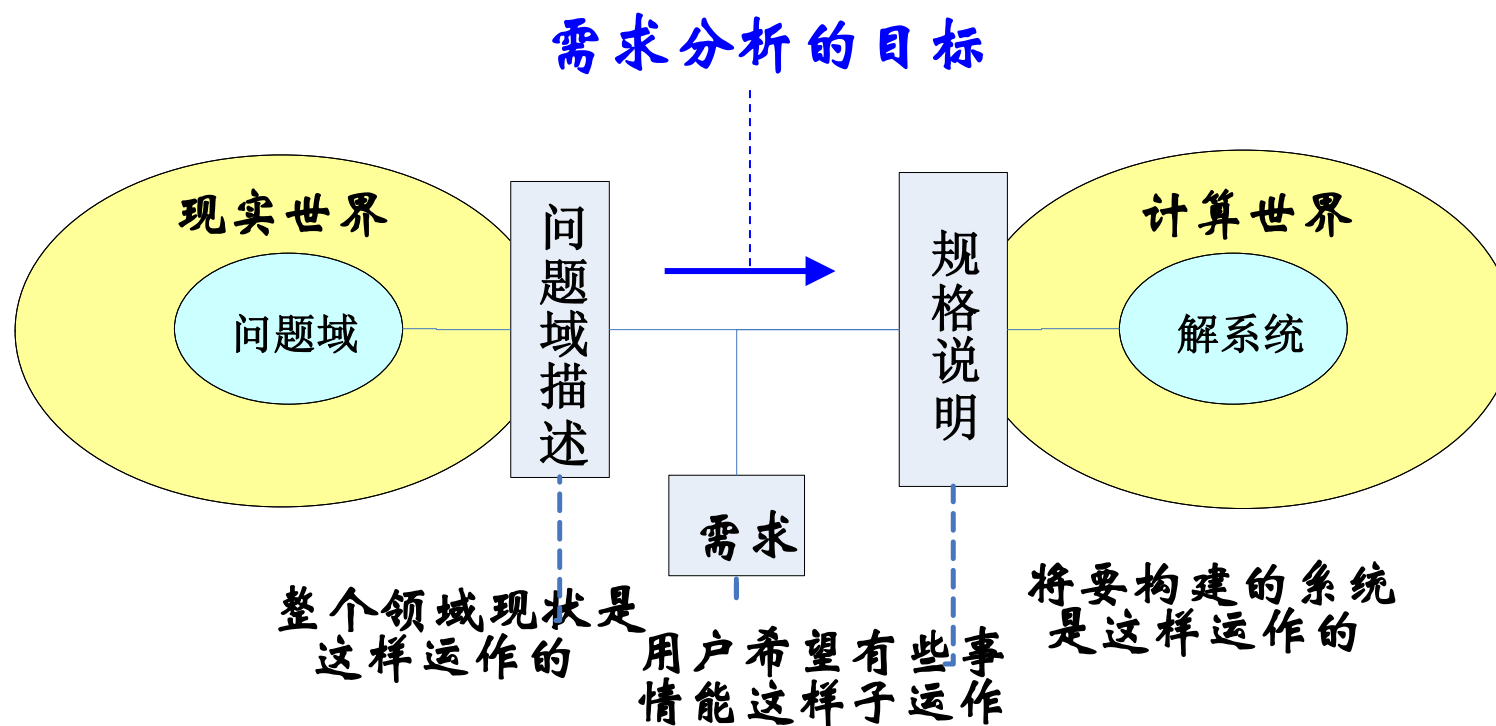 需求分析的目标
现实世界
问题域
问题域描述
规格说明
计算世界
解系统
需求
整个领域现状是
这样运作的
用户希望有些事
情能这样子运作
将要构建的系统
是这样运作的